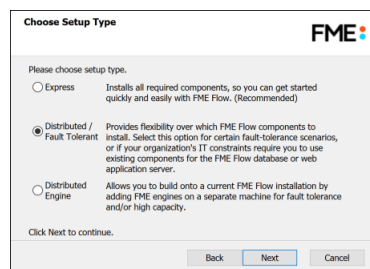 Choose Setup Type
FME
Please choose setup type.
Express
Installs all required components, so you can get started
quickly and easily with FME Flow. (Recommended)
Distributed /
Fault Tolerant
Provides flexibility over which FME Flow components to
install. Select this option for certain fault-tolerance scenarios,
or if your organization's IT constraints require you to use
existing components for the FME Flow database or web
application server.
Distributed
Engine
Allows you to build onto a current FME Flow installation by
adding FME engines on a separate machine for fault tolerance
and/or high capacity.
Click Next to continue.
Back Next Cancel